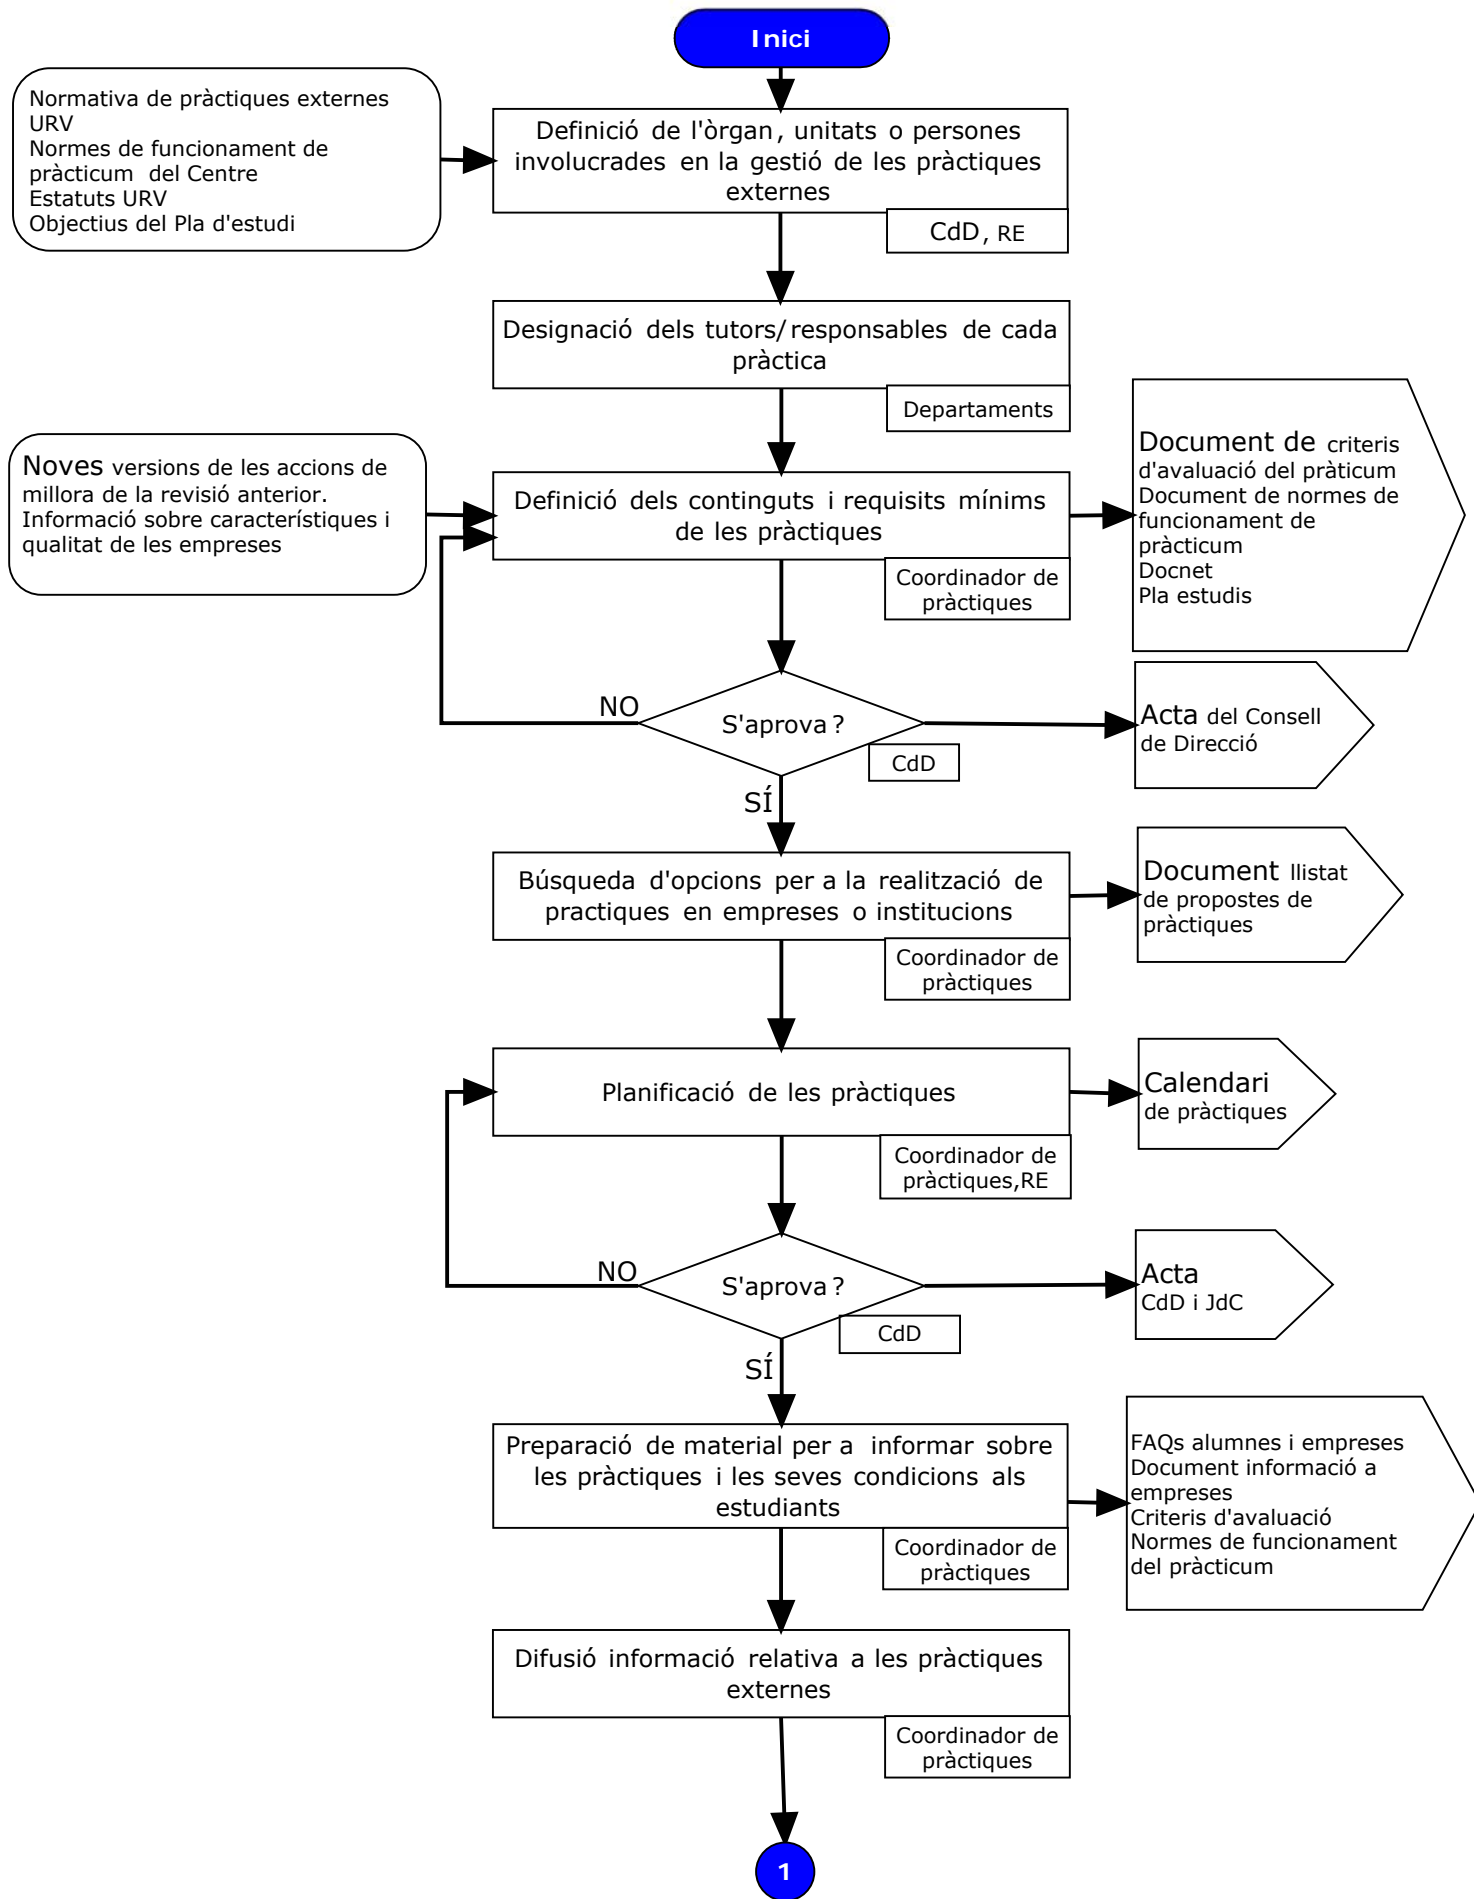 Inici
Normativa de pràctiques externes
URV
Normes de funcionament de
pràcticum del Centre
Estatuts URV
Objectius del Pla d'estudi
Definició de l'òrgan, unitats o persones
involucrades en la gestió de les pràctiques
externes
CdD, RE
Designació dels tutors/responsables de cada
pràctica
Departaments
Noves versions de les accions de
millora de la revisió anterior.
Informació sobre característiques i
qualitat de les empreses
Definició dels continguts i requisits mínims
de les pràctiques
Coordinador de
pràctiques
Document de criteris
d'avaluació del pràticum
Document de normes de
funcionament de
pràcticum
Docnet
Pla estudis
NO
S'aprova?
CdD
SÍ
Acta del Consell
de Direcció
Búsqueda d'opcions per a la realització de
practiques en empreses o institucions
Coordinador de
pràctiques
Document llistat
de propostes de
pràctiques
Planificació de les pràctiques
Coordinador de
pràctiques,RE
Calendari
de pràctiques
NO
S'aprova?
CdD
SÍ
Acta
CdD i JdC
Preparació de material per a informar sobre
les pràctiques i les seves condicions als
estudiants
Coordinador de
pràctiques
FAQs alumnes i empreses
Document informació a
empreses
Criteris d'avaluació
Normes de funcionament
del pràcticum
Difusió informació relativa a les pràctiques
externes
Coordinador de
pràctiques
1